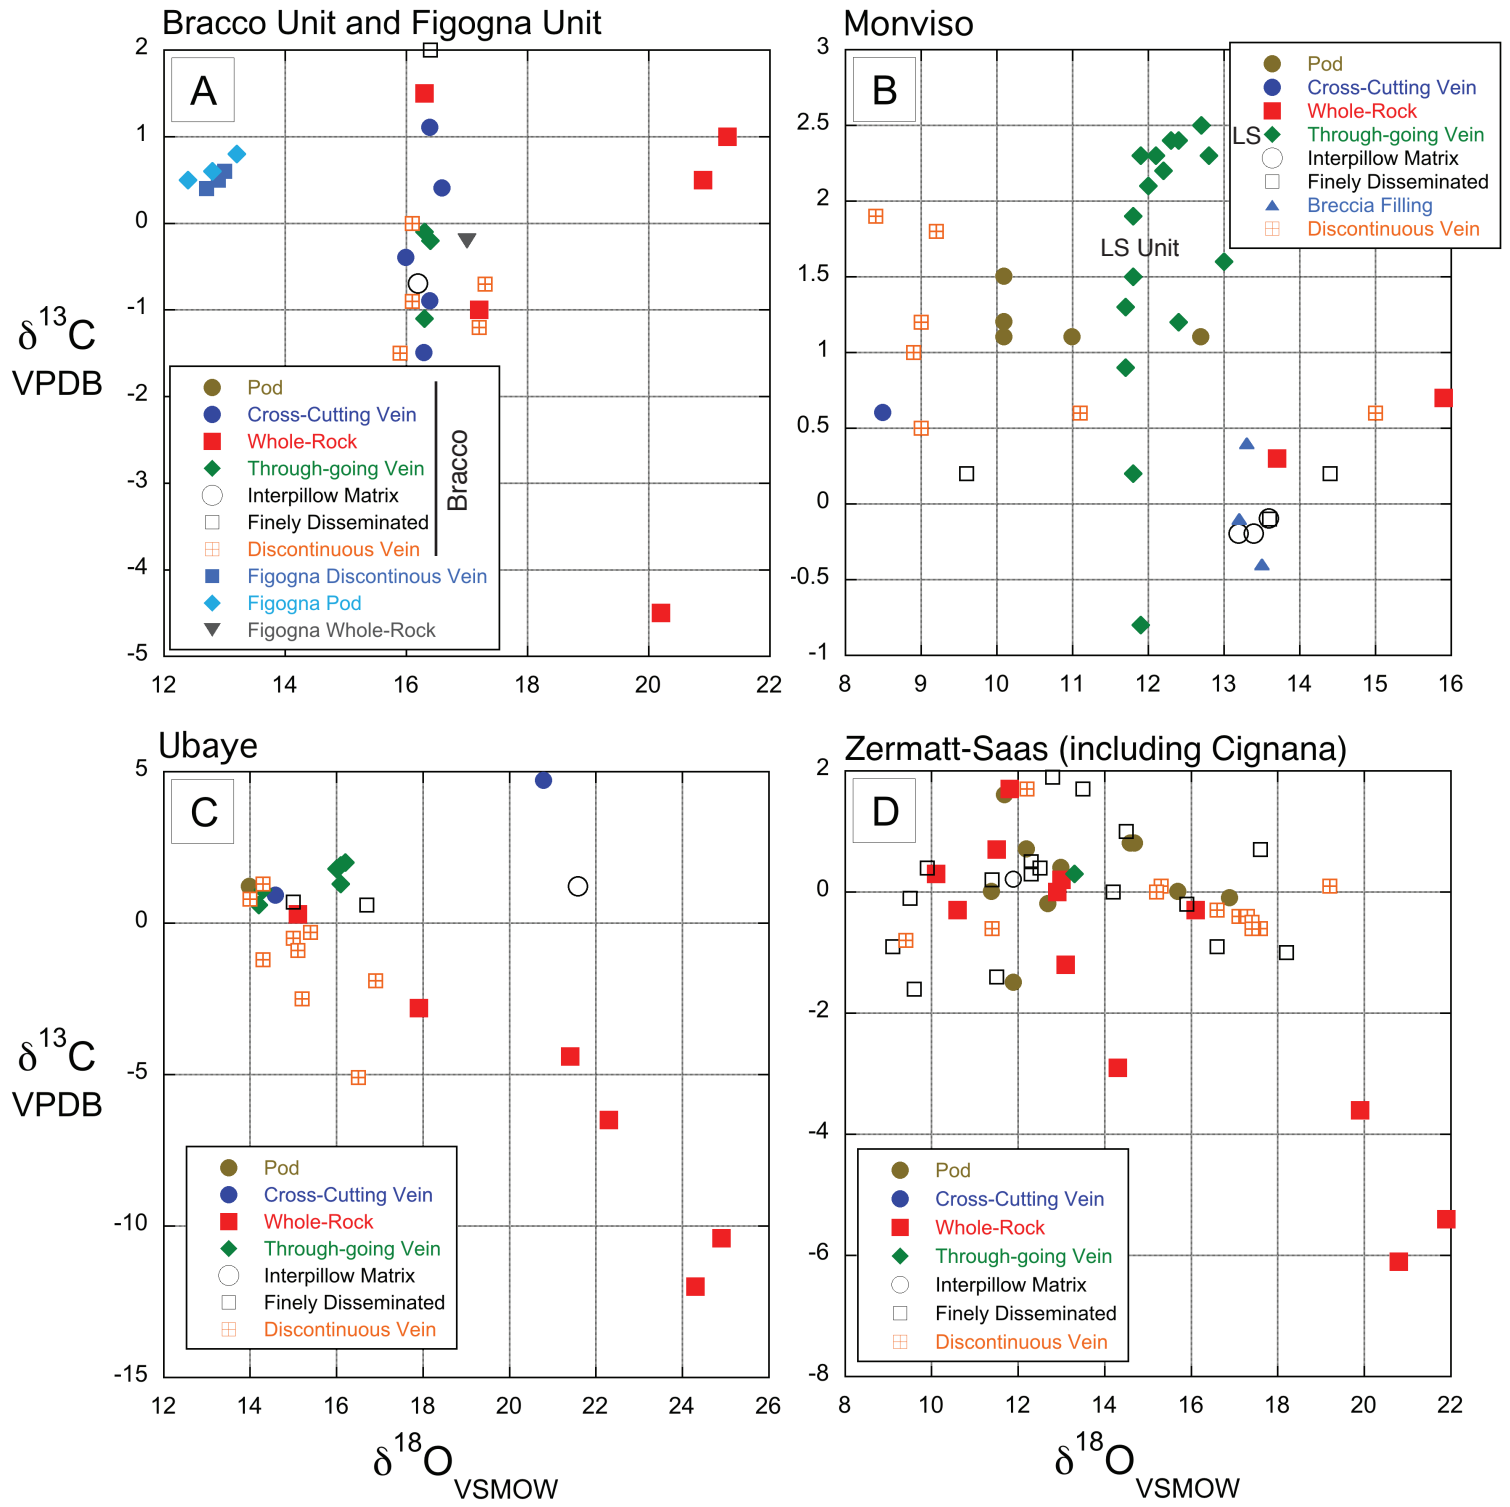 Bracco Unit and Figogna Unit
A
2
1
0
-1
-2
-3
-4
-5
12 14 16 18 20 22
δ13C
VPDB
Pod
Cross-Cutting Vein
Whole-Rock
Through-going Vein
Interpillow Matrix
Finely Disseminated
Discontinuous Vein
Figogna Discontinous Vein
Figogna Pod
Figogna Whole-Rock
Bracco
Monviso
B
3
2.5
2
1.5
1
0.5
0
-0.5
-1
8 9 10 11 12 13 14 15 16
LS Unit
LS
Pod
Cross-Cutting Vein
Whole-Rock
Through-going Vein
Interpillow Matrix
Finely Disseminated
Breccia Filling
Discontinuous Vein
Ubaye
C
5
0
-5
-10
-15
12 14 16 18 20 22 24 26
δ13C
VPDB
Pod
Cross-Cutting Vein
Whole-Rock
Through-going Vein
Interpillow Matrix
Finely Disseminated
Discontinuous Vein
δ18O
VSMOW
Zermatt-Saas (including Cignana)
D
2
0
-2
-4
-6
-8
8 10 12 14 16 18 20 22
Pod
Cross-Cutting Vein
Whole-Rock
Through-going Vein
Interpillow Matrix
Finely Disseminated
Discontinuous Vein
δ18O
VSMOW